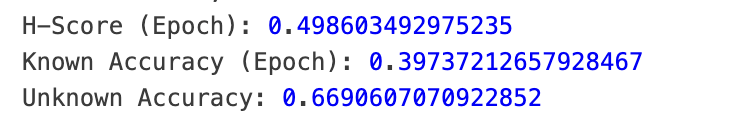 H-Score (Epoch): 0.498603492975235
Known Accuracy (Epoch): 0.39737212657928467
Unknown Accuracy: 0.6690607070922852